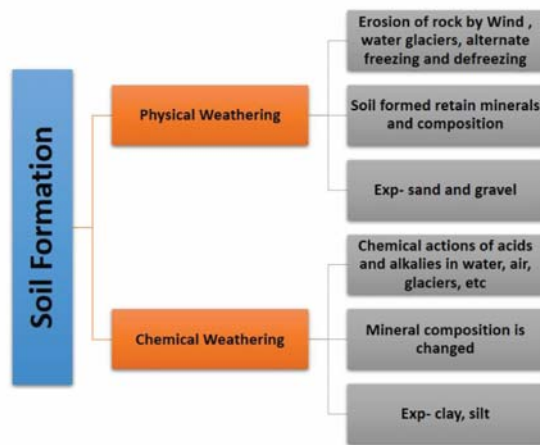 Soil Formation
Physical Weathering
Erosion of rock by Wind ,
water glaciers, alternate
freezing and defreezing
Soil formed retain minerals
and composition
Exp- sand and gravel
Chemical Weathering
Chemical actions of acids
and alkalies in water, air,
glaciers, etc
Mineral composition is
changed
Exp- clay, silt